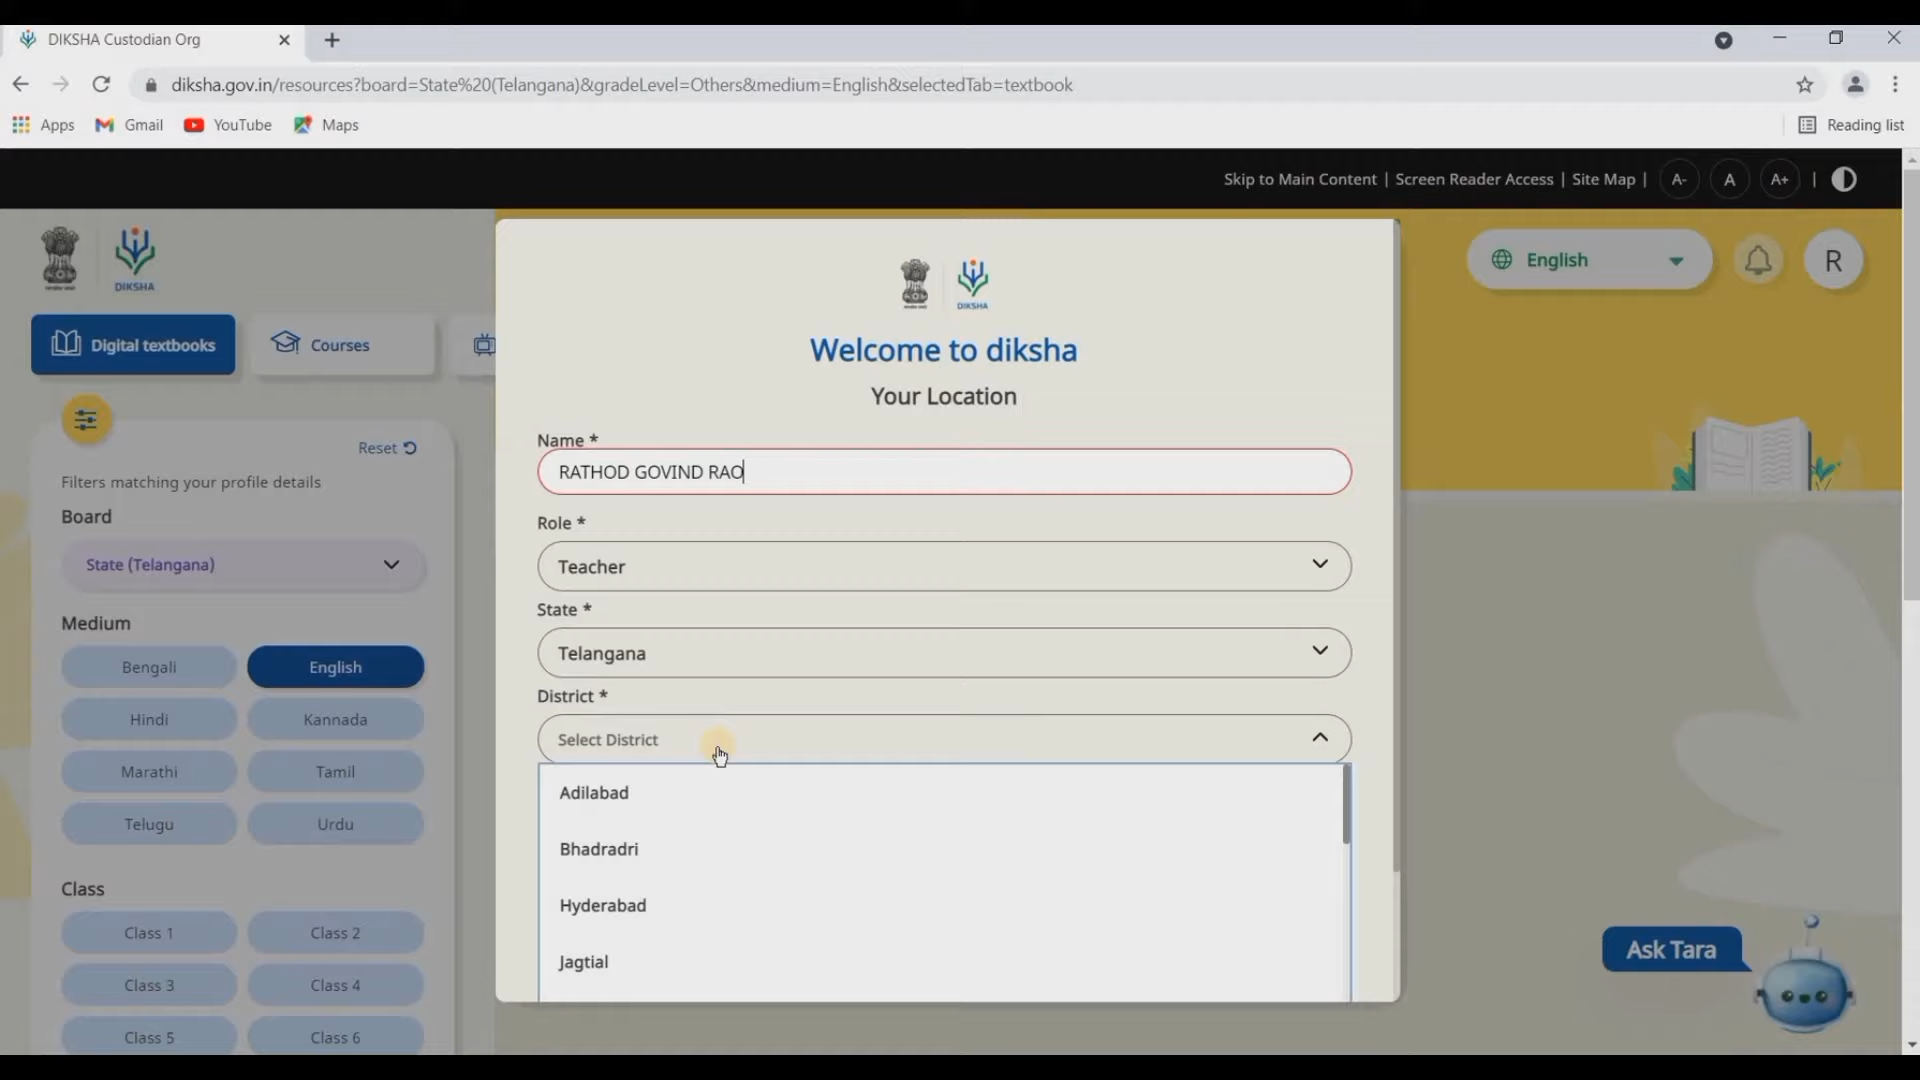 DIKSHA Custodian Org
diksha.gov.in/resources?board=State%20(Telangana)&gradeLevel=Others&medium=English&selectedTab=textbook
Apps Gmail YouTube Maps Reading list
Skip to Main Content | Screen Reader Access | Site Map | A- A A+ |
DIKSHA
English
R
Digital textbooks
Courses
Reset
Filters matching your profile details
Board
State (Telangana)
Medium
Bengali English
Hindi Kannada
Marathi Tamil
Telugu Urdu
Class
Class 1 Class 2
Class 3 Class 4
Class 5 Class 6
DIKSHA
Welcome to diksha
Your Location
Name *
RATHOD GOVIND RAO
Role *
Teacher
State *
Telangana
District *
Select District
Adilabad
Bhadradri
Hyderabad
Jagtial
Ask Tara